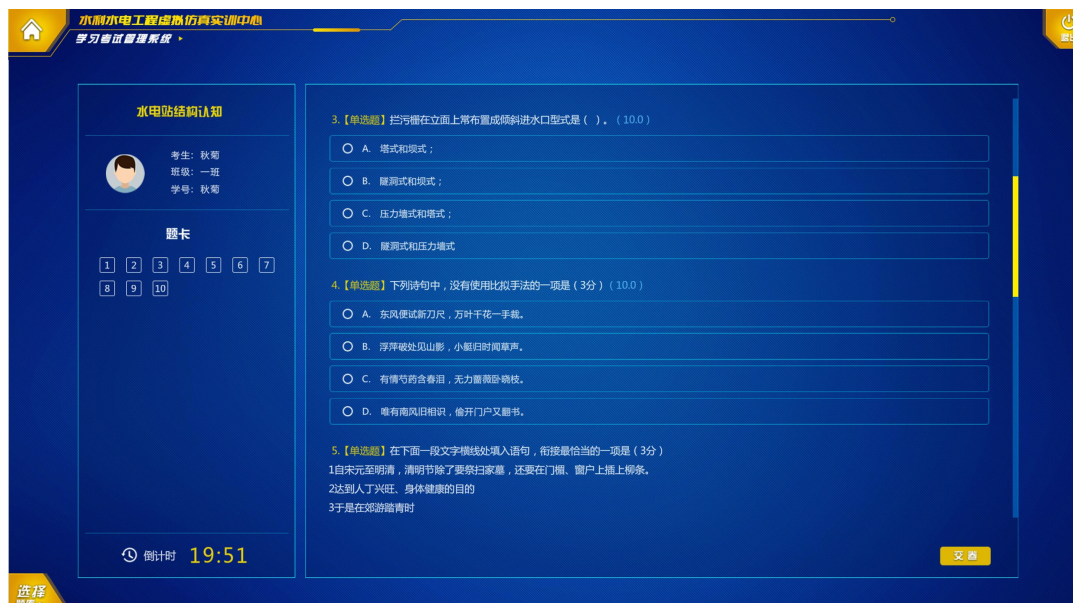 水利水电工程虚拟仿真实训中心
学习考试管理系统
水电站结构认知
考生：秋菊
班级：一班
学号：秋菊
题卡
1 2 3 4 5 6 7
8 9 10
倒计时 19:51
3.【单选题】拦污栅在立面上常布置成倾斜进水口型式是（ ）。（10.0）
A. 塔式和坝式；
B. 隧洞式和坝式；
C. 压力墙式和塔式；
D. 隧洞式和压力墙式
4.【单选题】下列诗句中，没有使用比拟手法的一项是（3分）（10.0）
A. 东风便试新刀尺，万叶千花一手裁。
B. 浮萍破处见山影，小艇归时闻草声。
C. 有情芍药含春泪，无力蔷薇卧晓枝。
D. 唯有南风旧相识，偷开门户又翻书。
5.【单选题】在下面一段文字横线处填入语句，衔接最恰当的一项是（3分）
1自宋元至明清，清明节除了要祭扫家墓，还要在门楣、窗户上插上柳条。
2达到人丁兴旺、身体健康的目的
3于是在郊游踏青时
交卷
选择